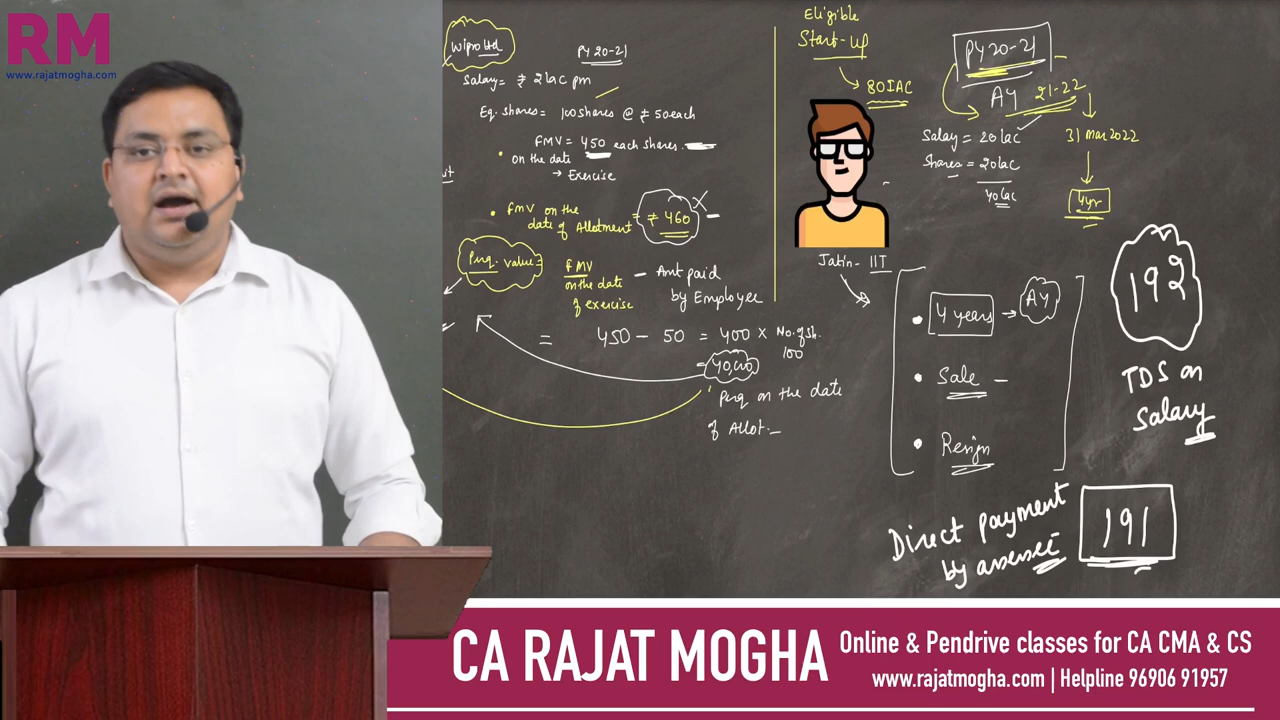 RM
www.rajatmogha.com
Wipro Ltd
PY 20-21
Salary = ₹ 2 lac pm
Eq. Shares = 100 shares @ ₹ 50 each
FMV = 450 each shares.
on the date
→ Exercise
• FMV on the
date of Allotment = ₹ 460 X
Perq. value =
FMV
on the date
of exercise
- Amt paid
by Employee
= 450 - 50 = 400 × No. of sh.
100
= 40,000
Perq on the date
of Allot.
Eligible
Start-up
80IAC
Jatin - IIT
PY 20-21
AY 21-22
Salary = 20 lac
Shares = 20 lac
40 lac
31 Mar 2022
4yr
• 4 years → AY
• Sale -
• Resign
192
TDS on
Salary
Direct payment
by assessee
191
CA RAJAT MOGHA
Online & Pendrive classes for CA CMA & CS
www.rajatmogha.com | Helpline 96906 91957